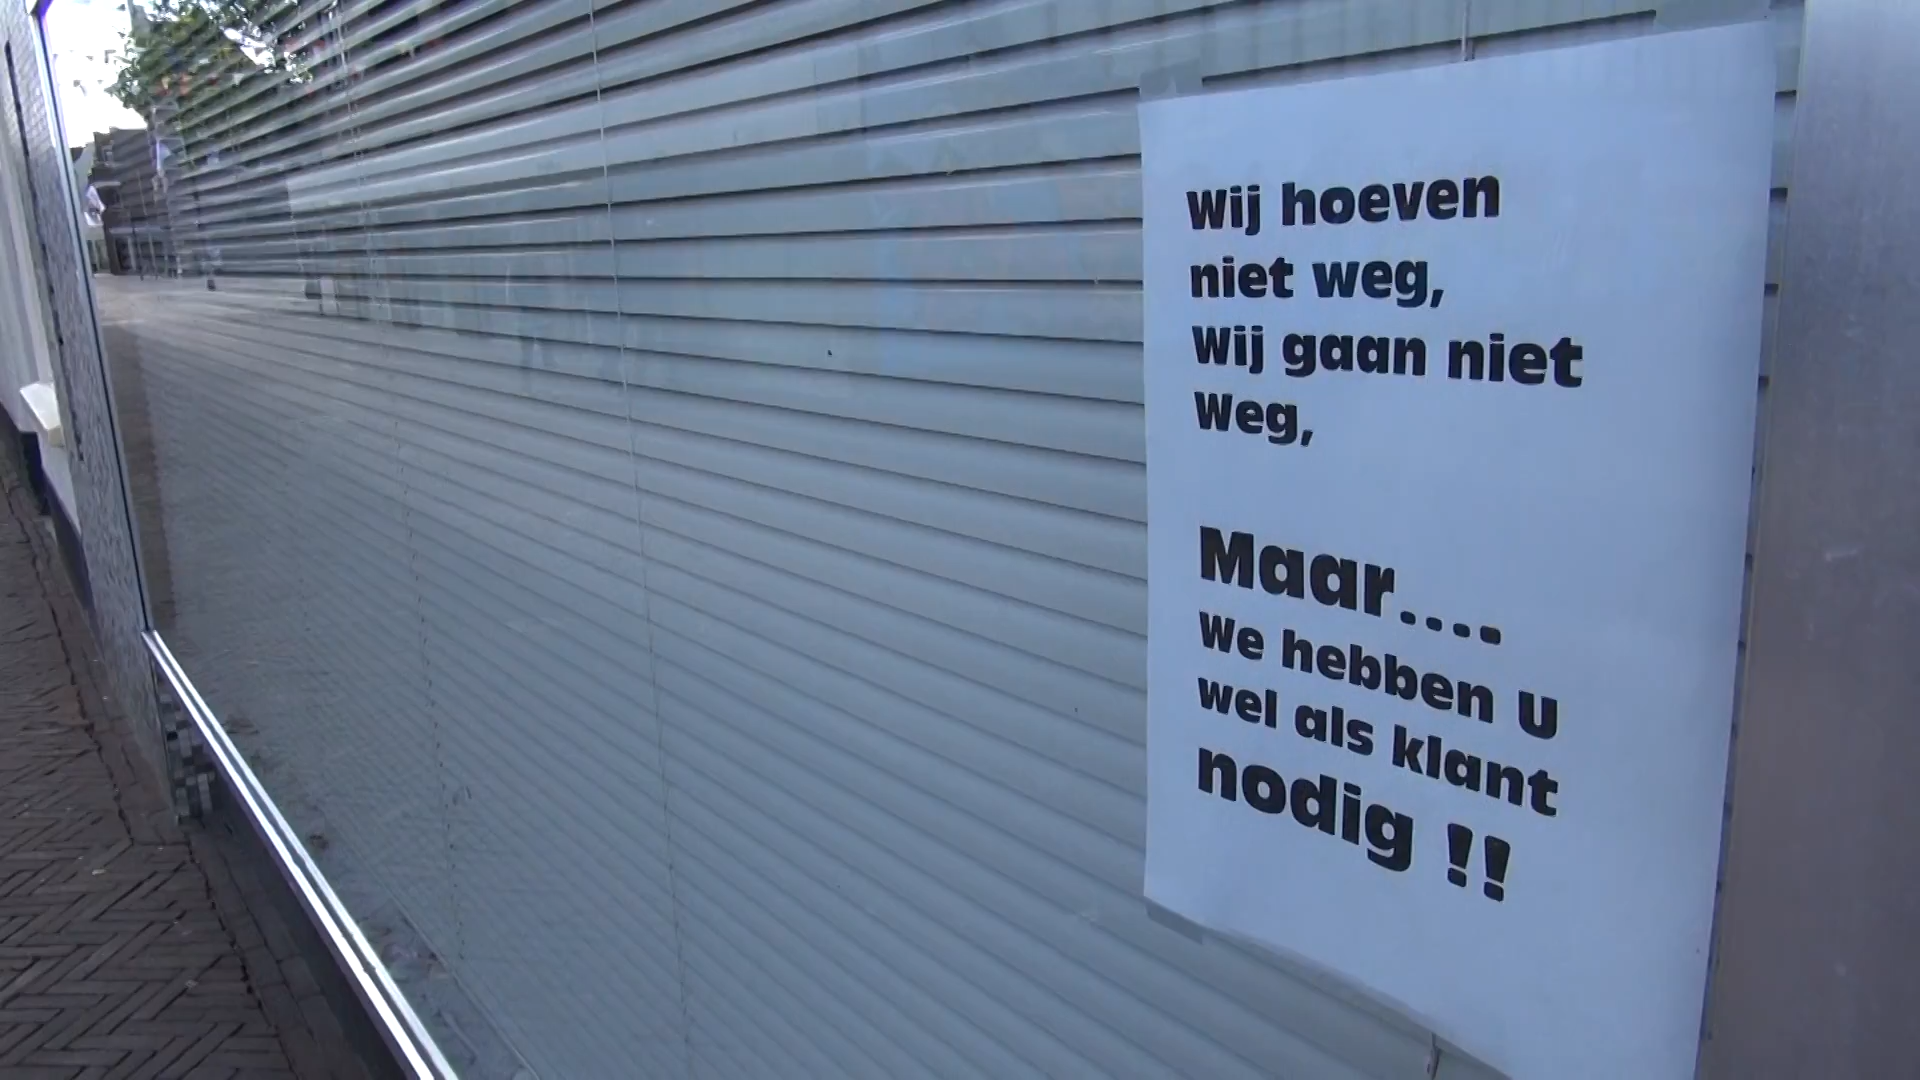 Wij hoeven
niet weg,
Wij gaan niet
Weg,
Maar....
We hebben U
wel als klant
nodig !!